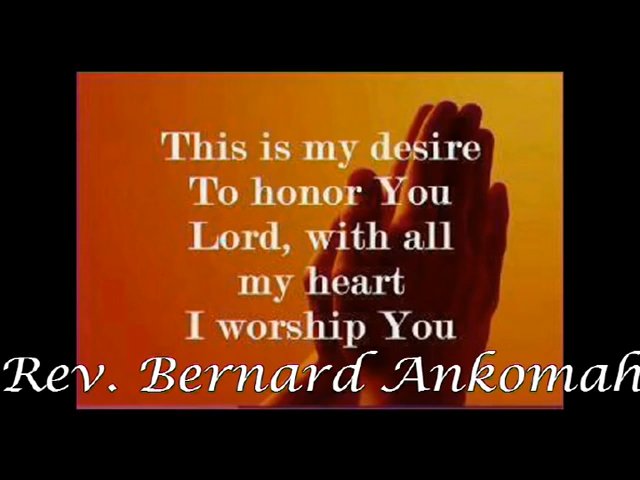 This is my desire
To honor You
Lord, with all
my heart
I worship You
Rev. Bernard Ankomah